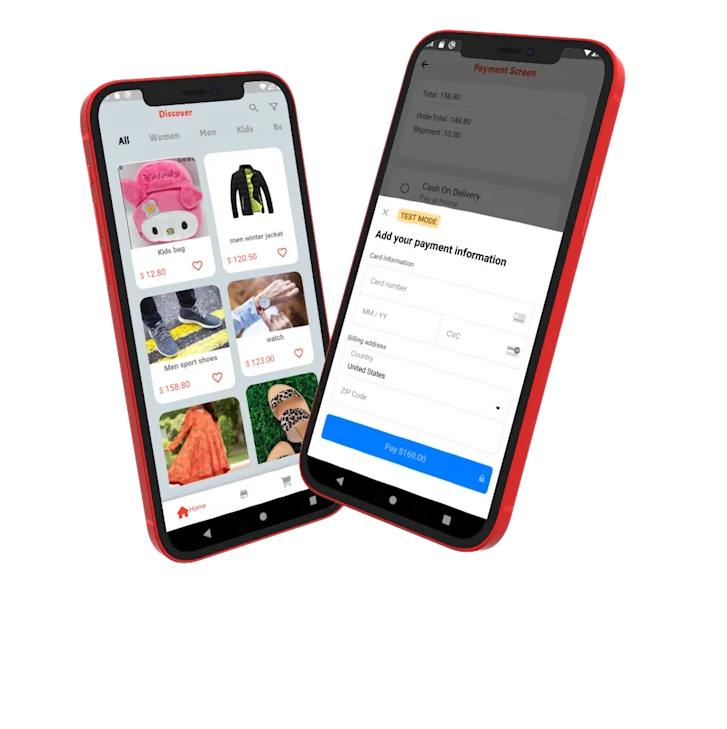 Discover
All Women Men Kids Be
Melody
Kids bag
$ 12.80
men winter jacket
$ 120.50
Men sport shoes
$ 158.80
watch
$ 123.00
Home
Payment Screen
Total :158.80
OrderTotal :148.80
Shipment :10.00
Cash On Delivery
Pay at Home
TEST MODE
Add your payment information
Card information
Card number
MM / YY
CVC
Billing address
Country
United States
ZIP Code
Pay $169.00